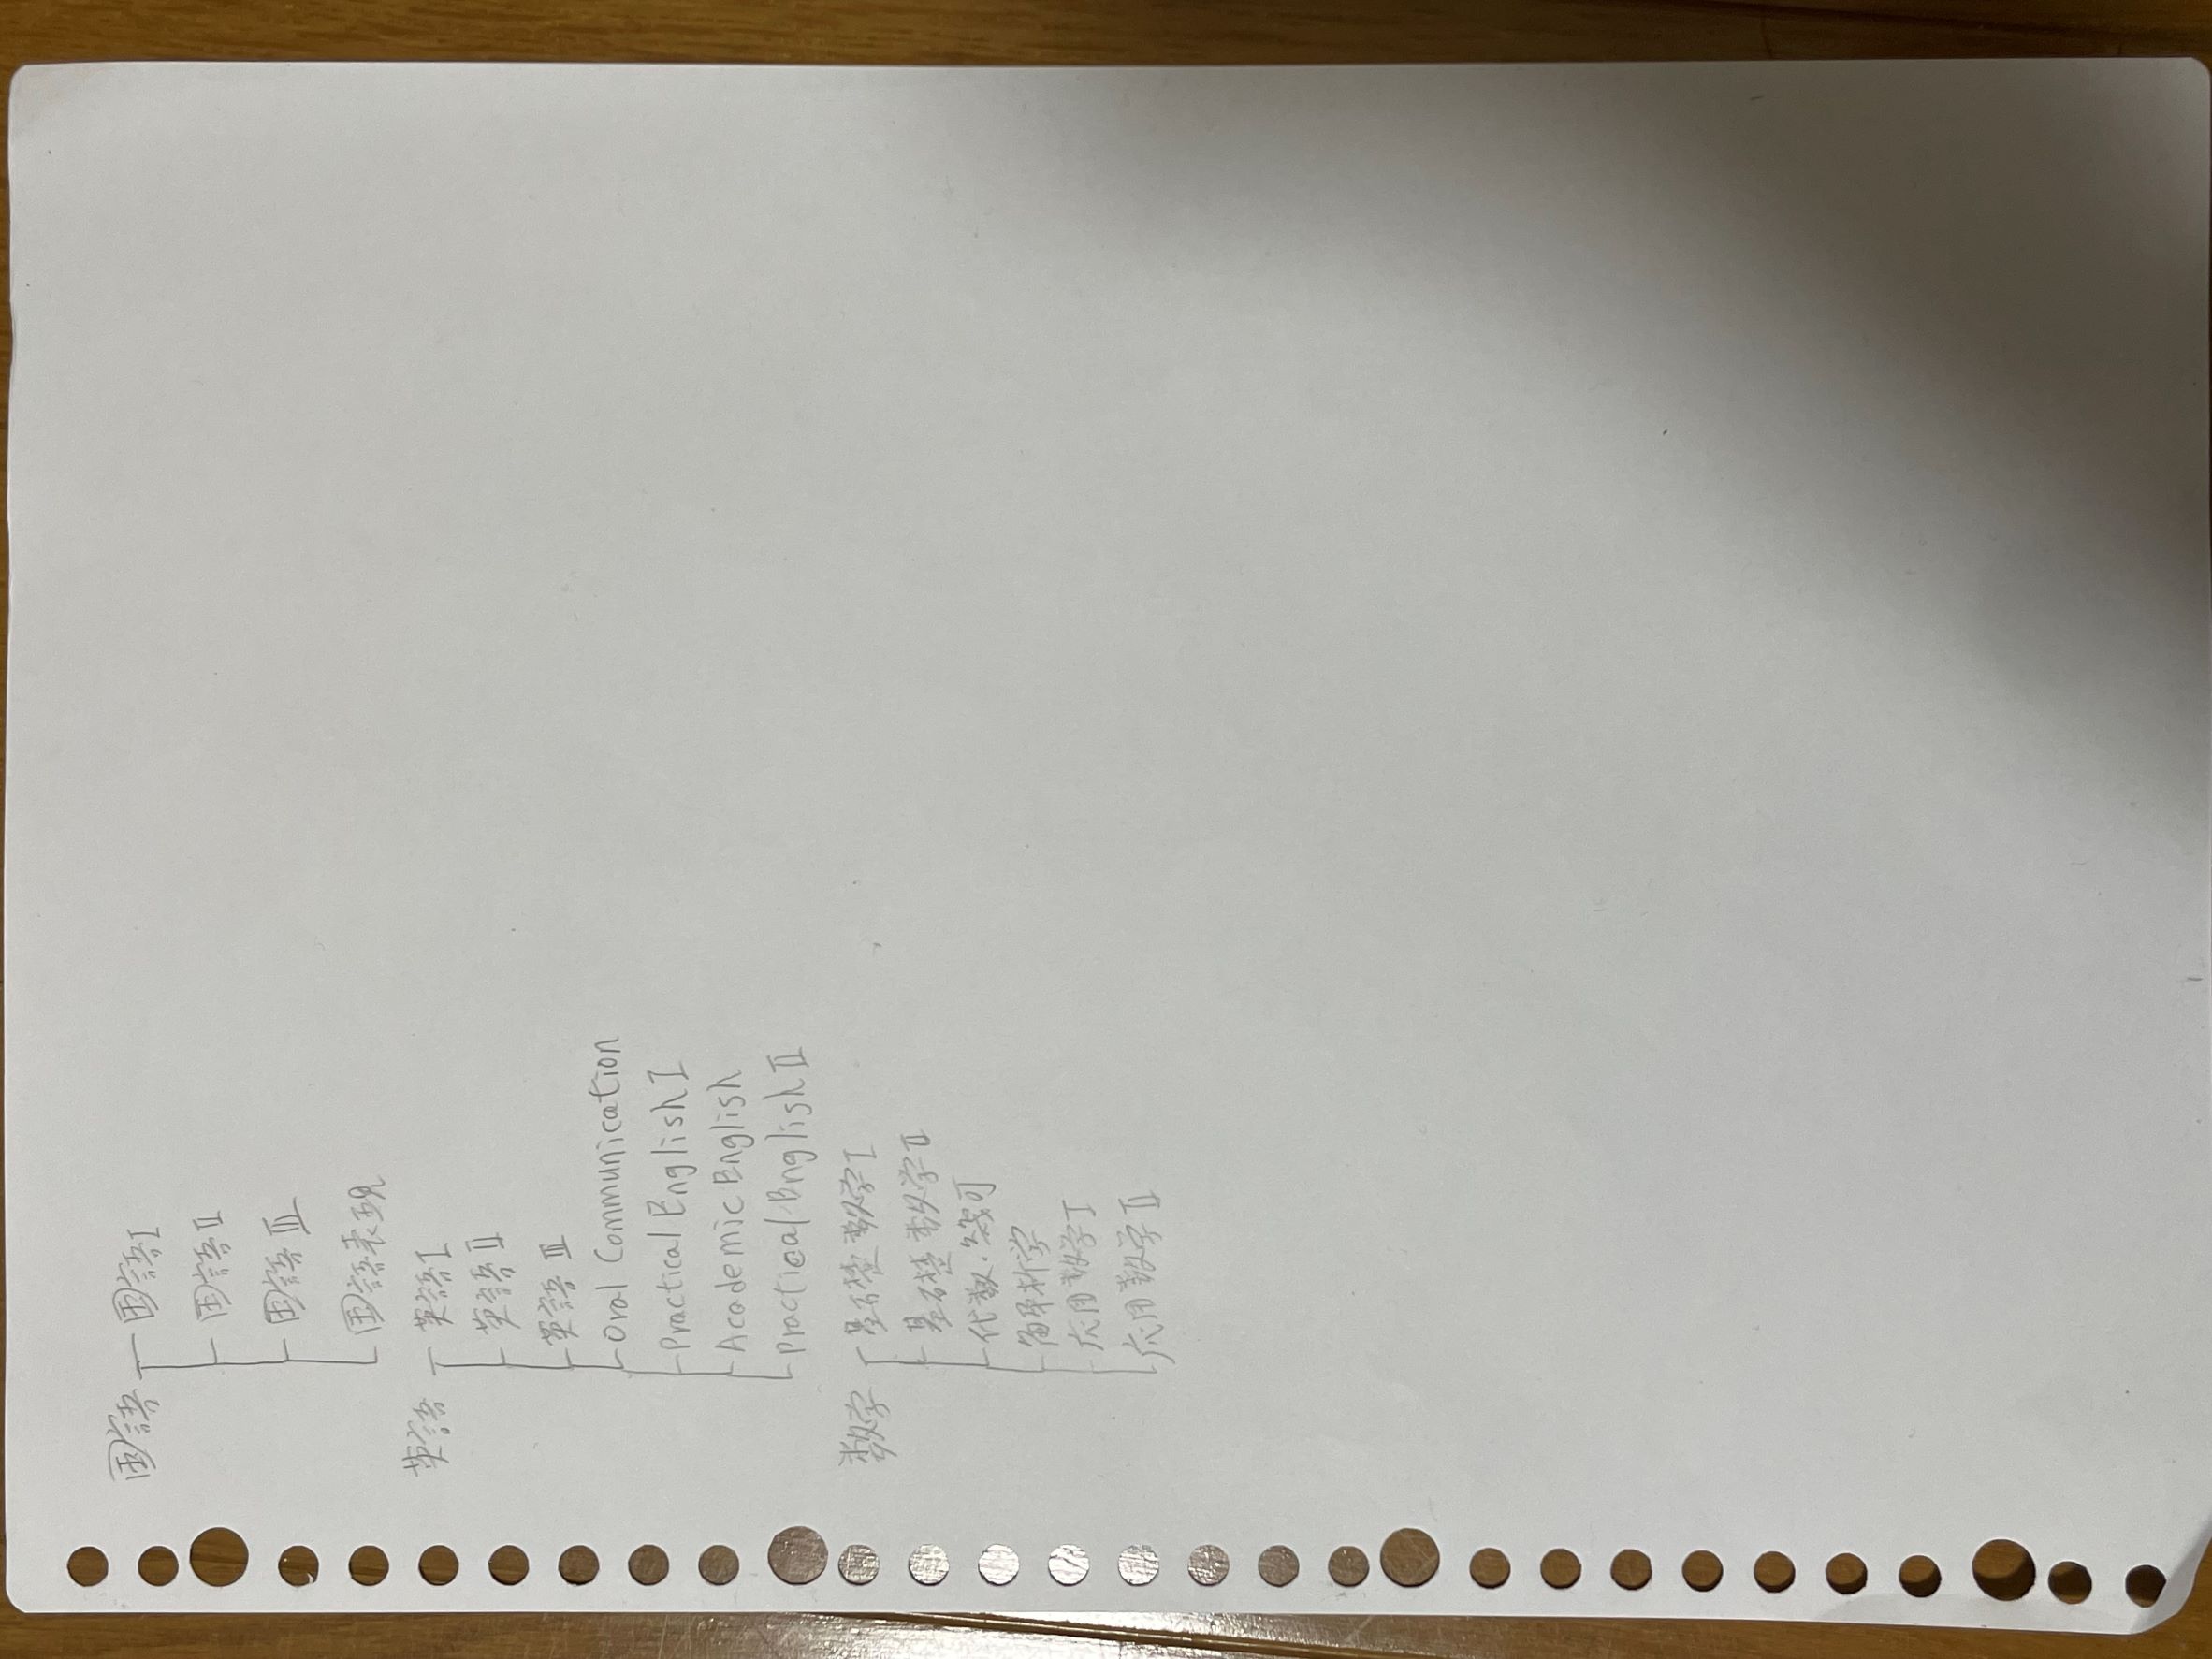 国語 国語I
国語II
国語III
国語表現
英語 英語I
英語II
英語III
Oral Communication
Practical English I
Academic English
Practical English II
数学 基礎数学I
基礎数学II
代数・幾何
解析学
応用数学I
応用数学II